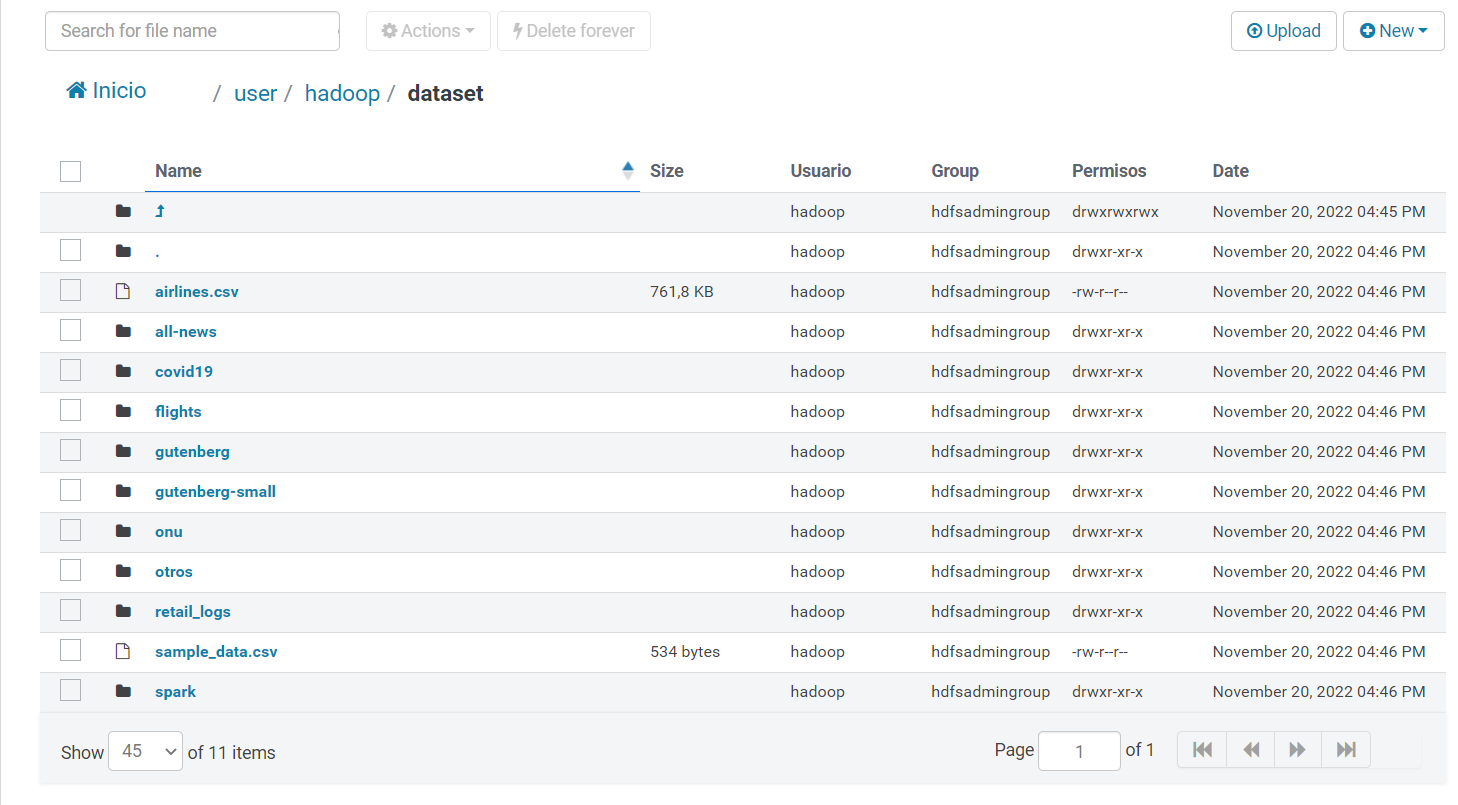 Search for file name Actions Delete forever Upload New
Inicio / user / hadoop / dataset
Name Size Usuario Group Permisos Date
hadoop hdfsadmingroup drwxrwxrwx November 20, 2022 04:45 PM
. hadoop hdfsadmingroup drwxr-xr-x November 20, 2022 04:46 PM
airlines.csv 761,8 KB hadoop hdfsadmingroup -rw-r--r-- November 20, 2022 04:46 PM
all-news hadoop hdfsadmingroup drwxr-xr-x November 20, 2022 04:46 PM
covid19 hadoop hdfsadmingroup drwxr-xr-x November 20, 2022 04:46 PM
flights hadoop hdfsadmingroup drwxr-xr-x November 20, 2022 04:46 PM
gutenberg hadoop hdfsadmingroup drwxr-xr-x November 20, 2022 04:46 PM
gutenberg-small hadoop hdfsadmingroup drwxr-xr-x November 20, 2022 04:46 PM
onu hadoop hdfsadmingroup drwxr-xr-x November 20, 2022 04:46 PM
otros hadoop hdfsadmingroup drwxr-xr-x November 20, 2022 04:46 PM
retail_logs hadoop hdfsadmingroup drwxr-xr-x November 20, 2022 04:46 PM
sample_data.csv 534 bytes hadoop hdfsadmingroup -rw-r--r-- November 20, 2022 04:46 PM
spark hadoop hdfsadmingroup drwxr-xr-x November 20, 2022 04:46 PM
Show 45 of 11 items Page 1 of 1